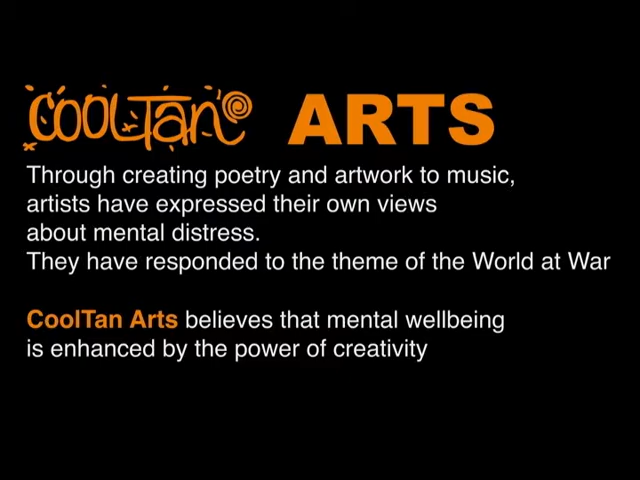 COOLTan ARTS
Through creating poetry and artwork to music,
artists have expressed their own views
about mental distress.
They have responded to the theme of the World at War
CoolTan Arts believes that mental wellbeing
is enhanced by the power of creativity